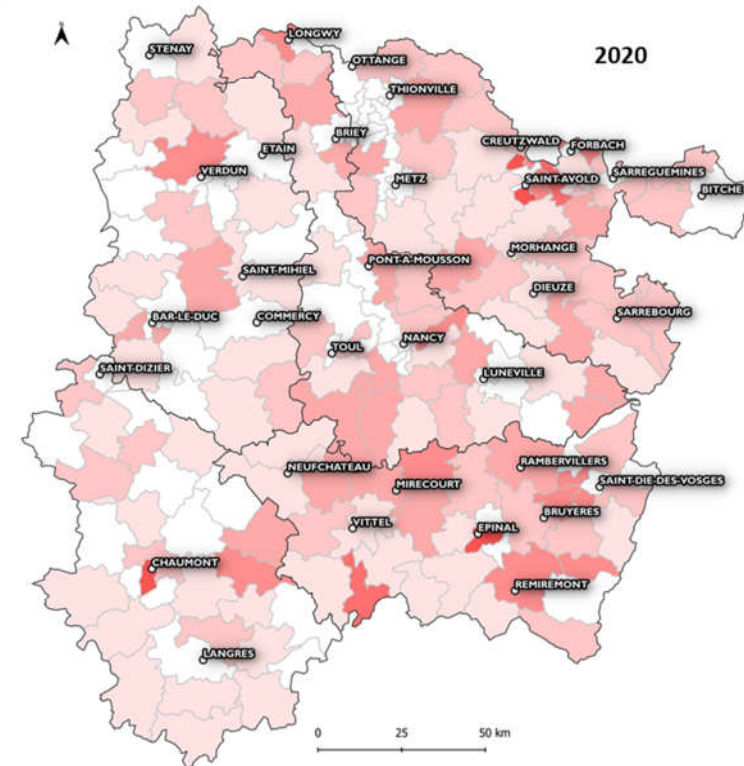 LONGWY
STENAY
2020
OTTANGE
THIONVILLE
BRIEY
CREUTZWALD
FORBACH
ETAIN
VERDUN
METZ
SAINT-AVOLD
SARREGUEMINES
BITCHE
MORHANGE
PONT-A-MOUSSON
SAINT-MIHIEL
DIEUZE
BAR-LE-DUC
COMMERCY
SARREBOURG
NANCY
TOUL
SAINT-DIZIER
LUNEVILLE
NEUFCHATEAU
RAMBERVILLERS
MIRECOURT
SAINT-DIE-DES-VOSGES
BRUYERES
VITTEL
EPINAL
CHAUMONT
REMIREMONT
LANGRES
0 25 50 km